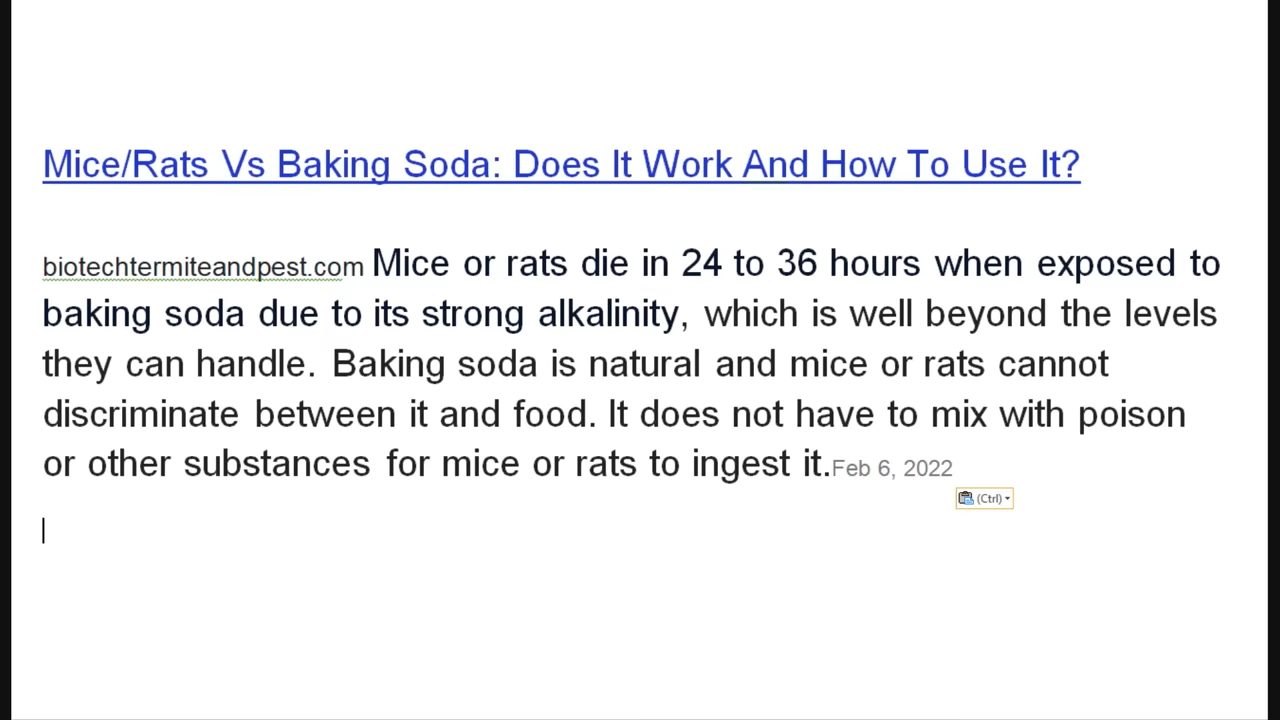 Mice/Rats Vs Baking Soda: Does It Work And How To Use It?
biotechtermiteandpest.com Mice or rats die in 24 to 36 hours when exposed to
baking soda due to its strong alkalinity, which is well beyond the levels
they can handle. Baking soda is natural and mice or rats cannot
discriminate between it and food. It does not have to mix with poison
or other substances for mice or rats to ingest it.Feb 6, 2022
(Ctrl)